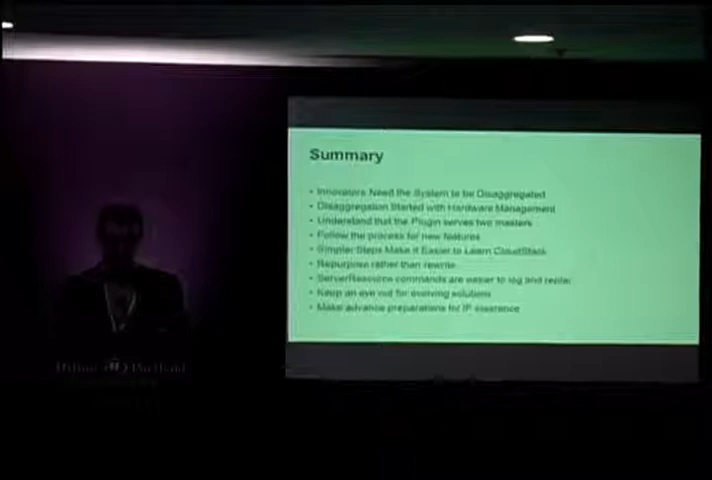 Summary
• Innovators Need the System to be Disaggregated
• Disaggregation Started with Hardware Management
• Understand that the Plugin serves two masters
• Follow the process for new features
• Simpler Steps Make it Easier to Learn CloudStack
• Repurpose rather than rewrite
• ServerResource commands are easier to log and replay
• Keep an eye out for evolving solutions
• Make advance preparations for IP clearance
Hilton Portland